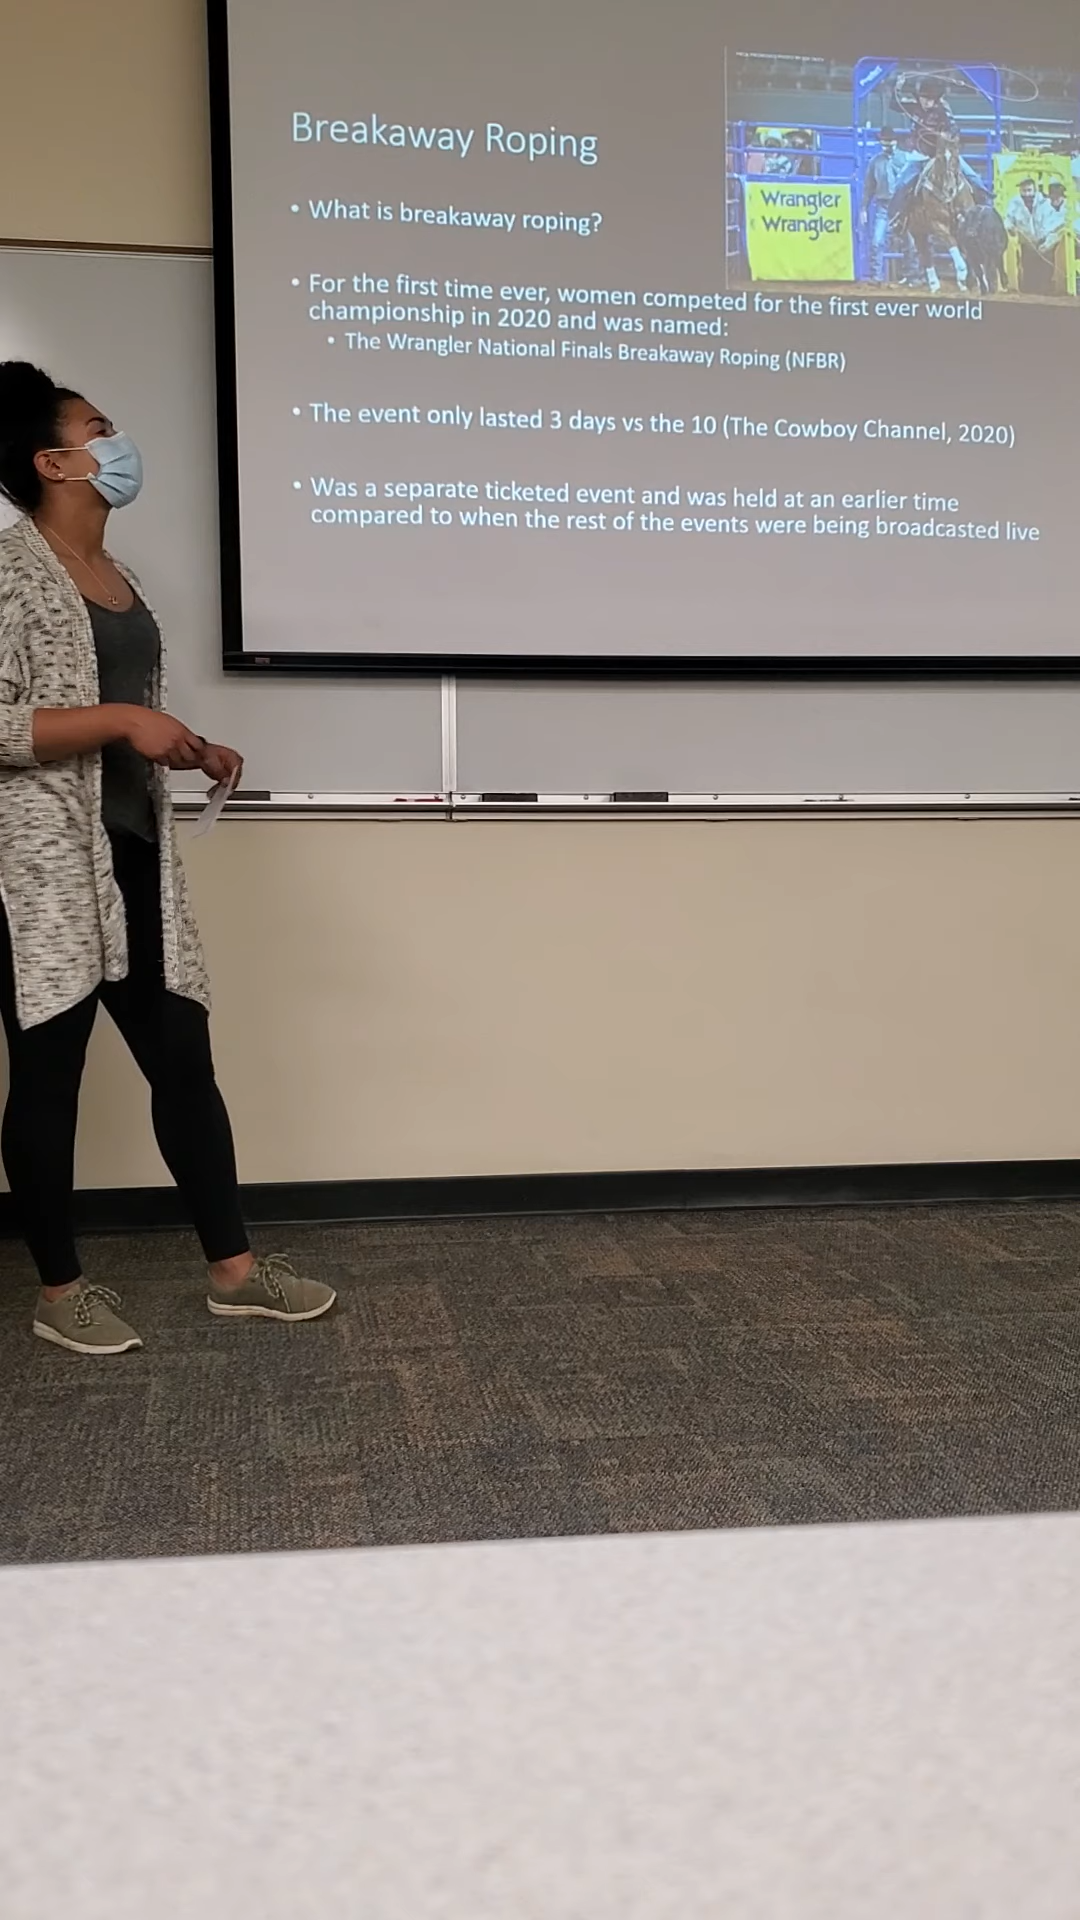 Breakaway Roping
• What is breakaway roping?
• For the first time ever, women competed for the first ever world
championship in 2020 and was named:
• The Wrangler National Finals Breakaway Roping (NFBR)
• The event only lasted 3 days vs the 10 (The Cowboy Channel, 2020)
• Was a separate ticketed event and was held at an earlier time
compared to when the rest of the events were being broadcasted live
Wrangler
Wrangler